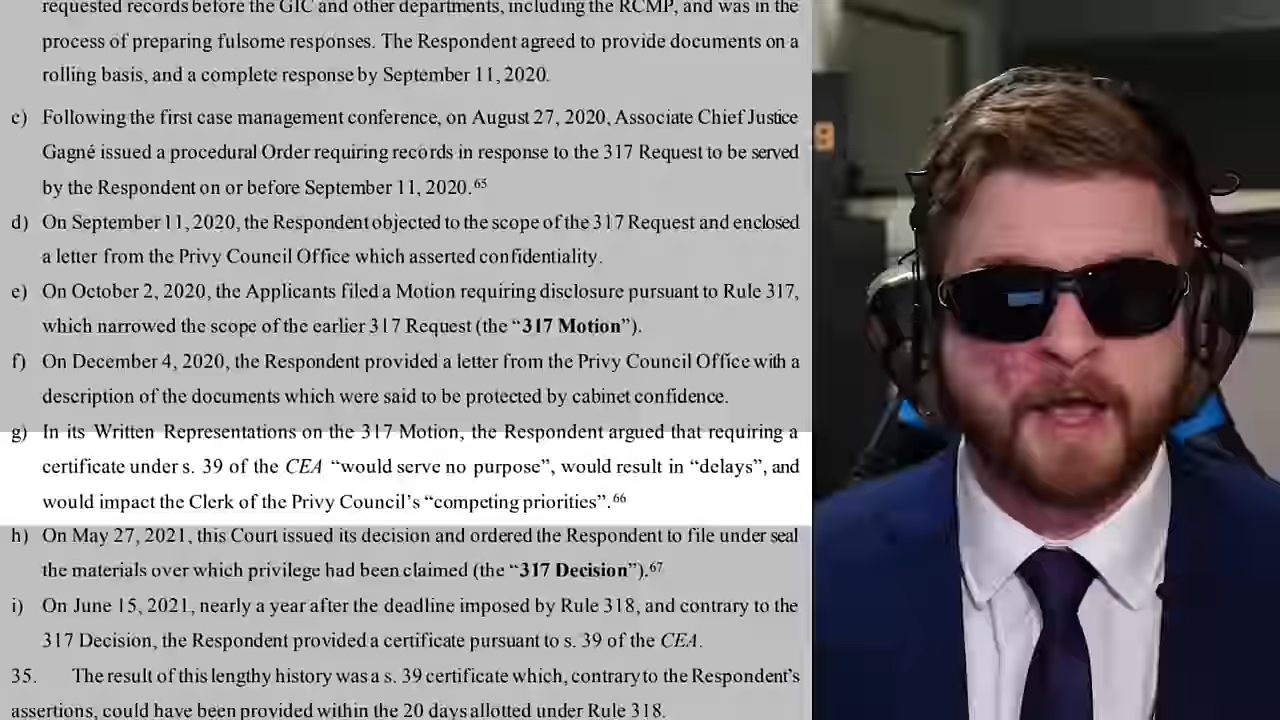 requested records before the GIC and other departments, including the RCMP, and was in the
process of preparing fulsome responses. The Respondent agreed to provide documents on a
rolling basis, and a complete response by September 11, 2020.
c) Following the first case management conference, on August 27, 2020, Associate Chief Justice
Gagné issued a procedural Order requiring records in response to the 317 Request to be served
by the Respondent on or before September 11, 2020.65
d) On September 11, 2020, the Respondent objected to the scope of the 317 Request and enclosed
a letter from the Privy Council Office which asserted confidentiality.
e) On October 2, 2020, the Applicants filed a Motion requiring disclosure pursuant to Rule 317,
which narrowed the scope of the earlier 317 Request (the “317 Motion”).
f) On December 4, 2020, the Respondent provided a letter from the Privy Council Office with a
description of the documents which were said to be protected by cabinet confidence.
g) In its Written Representations on the 317 Motion, the Respondent argued that requiring a
certificate under s. 39 of the CEA “would serve no purpose”, would result in “delays”, and
would impact the Clerk of the Privy Council’s “competing priorities”.66
h) On May 27, 2021, this Court issued its decision and ordered the Respondent to file under seal
the materials over which privilege had been claimed (the “317 Decision”).67
i) On June 15, 2021, nearly a year after the deadline imposed by Rule 318, and contrary to the
317 Decision, the Respondent provided a certificate pursuant to s. 39 of the CEA.
35. The result of this lengthy history was a s. 39 certificate which, contrary to the Respondent’s
assertions, could have been provided within the 20 days allotted under Rule 318.
9